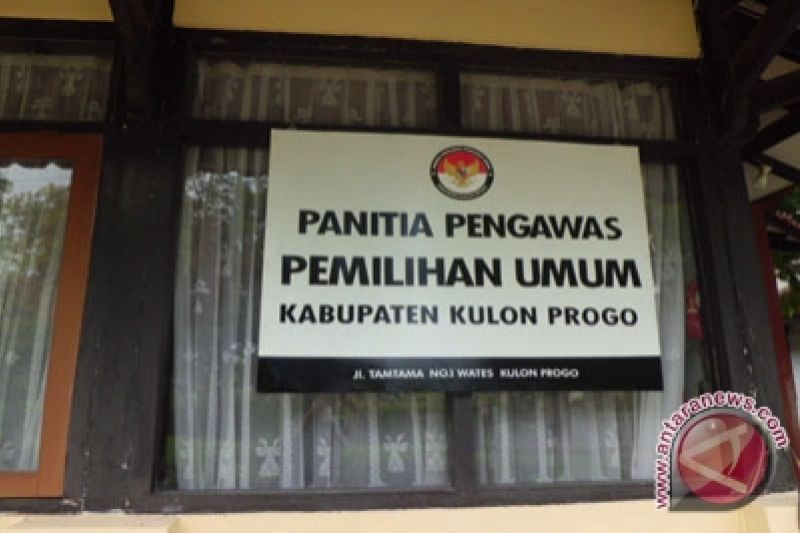 PANITIA PENGAWAS
PEMILIHAN UMUM
KABUPATEN KULON PROGO
JL. TAMTAMA NO.1 WATES KULON PROGO
www.antaranews.com